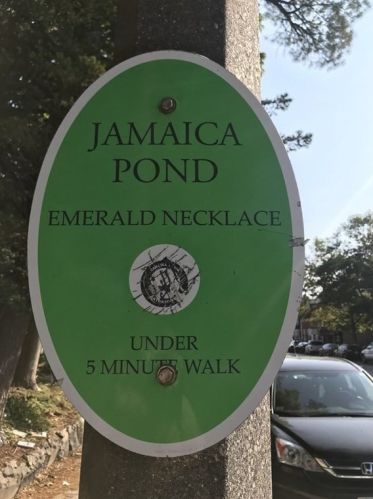 JAMAICA
POND
EMERALD NECKLACE
UNDER
5 MINUTE WALK